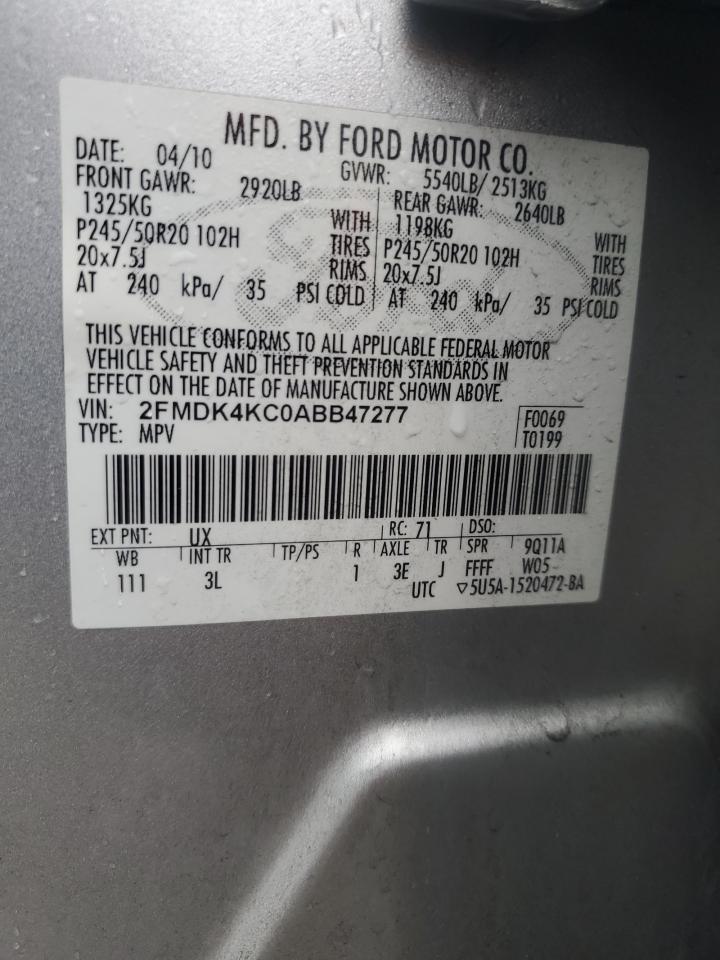 MFD. BY FORD MOTOR CO.
DATE: 04/10 GVWR: 5540LB/ 2513KG
FRONT GAWR: 2920LB REAR GAWR: 2640LB
1325KG WITH 1198KG WITH
P245/50R20 102H TIRES P245/50R20 102H TIRES
20x7.5J RIMS 20x7.5J RIMS
AT 240 kPa/ 35 PSI COLD AT 240 kPa/ 35 PSI COLD
THIS VEHICLE CONFORMS TO ALL APPLICABLE FEDERAL MOTOR
VEHICLE SAFETY AND THEFT PREVENTION STANDARDS IN
EFFECT ON THE DATE OF MANUFACTURE SHOWN ABOVE.
VIN: 2FMDK4KC0ABB47277 F0069
TYPE: MPV T0199
EXT PNT: UX RC: 71 DSO:
WB INT TR TP/PS R AXLE TR SPR 9Q11A
111 3L 1 3E J FFFF W05
UTC ▽5U5A-1520472-BA